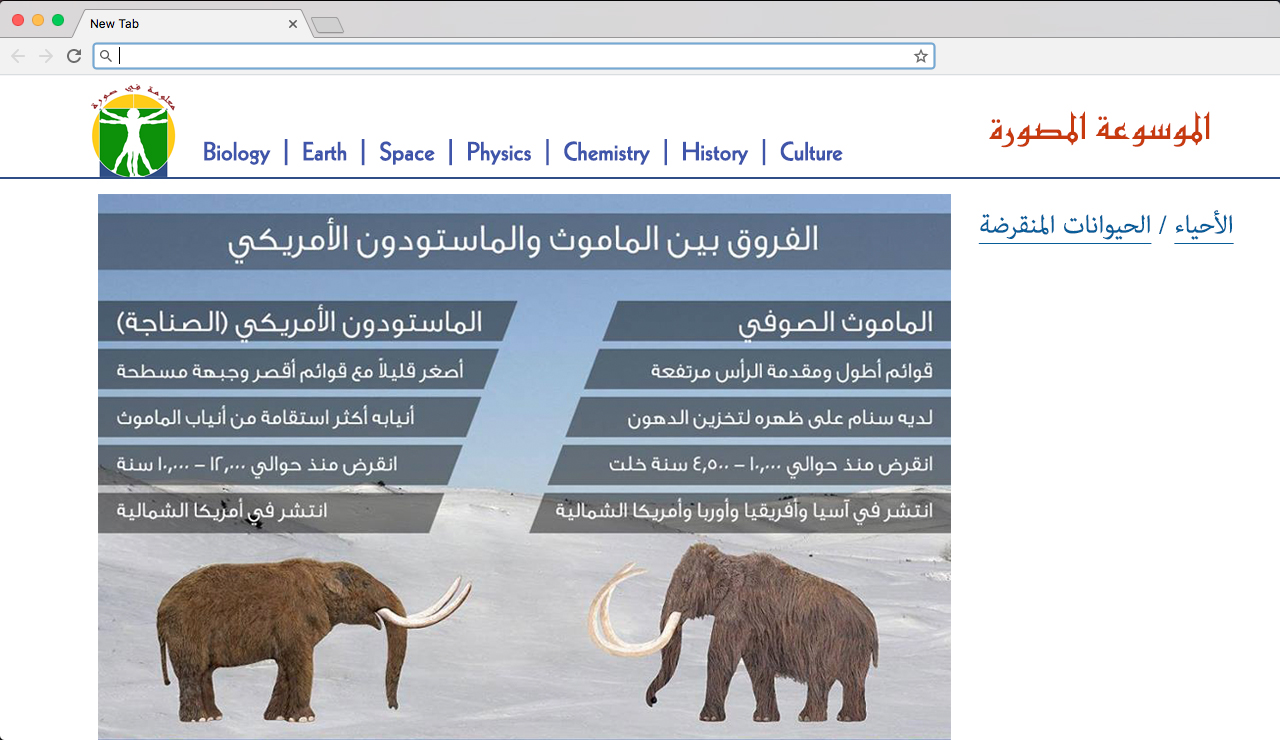 New Tab
معلومة في صورة
Biology | Earth | Space | Physics | Chemistry | History | Culture
الموسوعة المصورة
الأحياء / الحيوانات المنقرضة
الفروق بين الماموث والماستودون الأمريكي
الماموث الصوفي
قوائم أطول ومقدمة الرأس مرتفعة
لديه سنام على ظهره لتخزين الدهون
انقرض منذ حوالي ١٠,٠٠٠ – ٤,٥٠٠ سنة خلت
انتشر في آسيا وأفريقيا وأوربا وأمريكا الشمالية
الماستودون الأمريكي (الصناجة)
أصغر قليلاً مع قوائم أقصر وجبهة مسطحة
أنيابه أكثر استقامة من أنياب الماموث
انقرض منذ حوالي ١٢,٠٠٠ – ١٠,٠٠٠ سنة
انتشر في أمريكا الشمالية